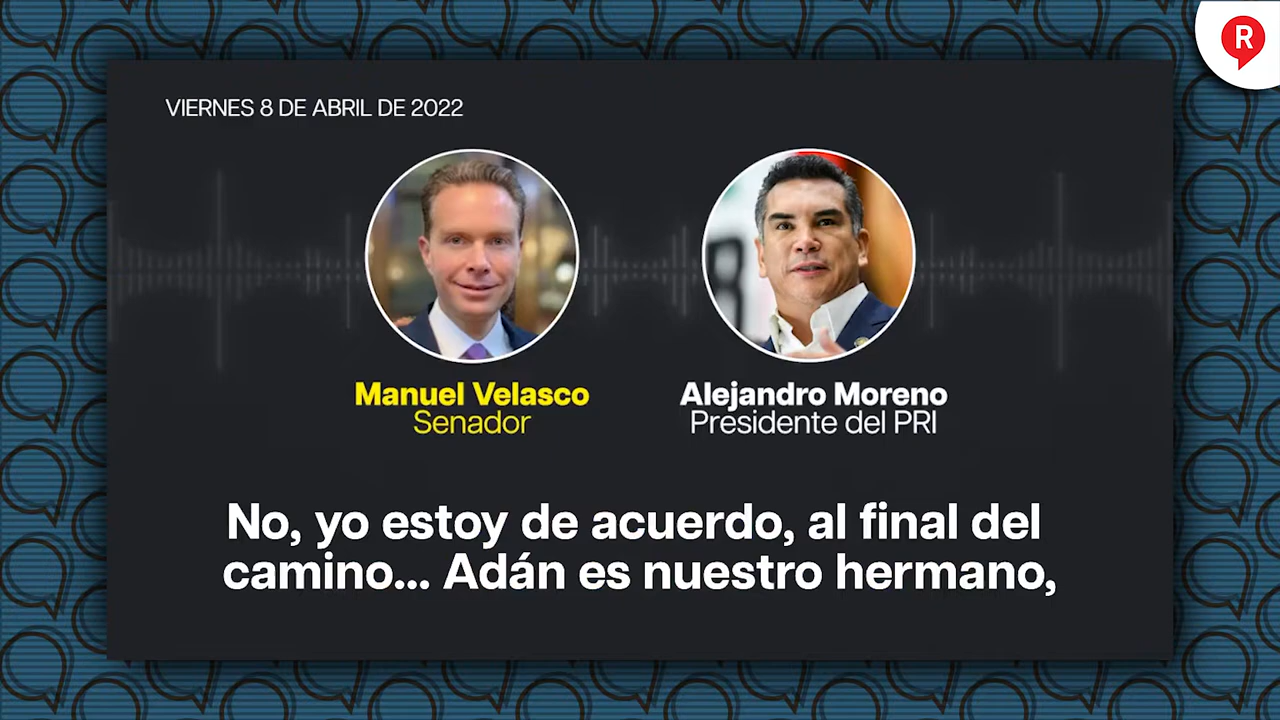 R
VIERNES 8 DE ABRIL DE 2022
Manuel Velasco
Senador
Alejandro Moreno
Presidente del PRI
No, yo estoy de acuerdo, al final del
camino... Adán es nuestro hermano,